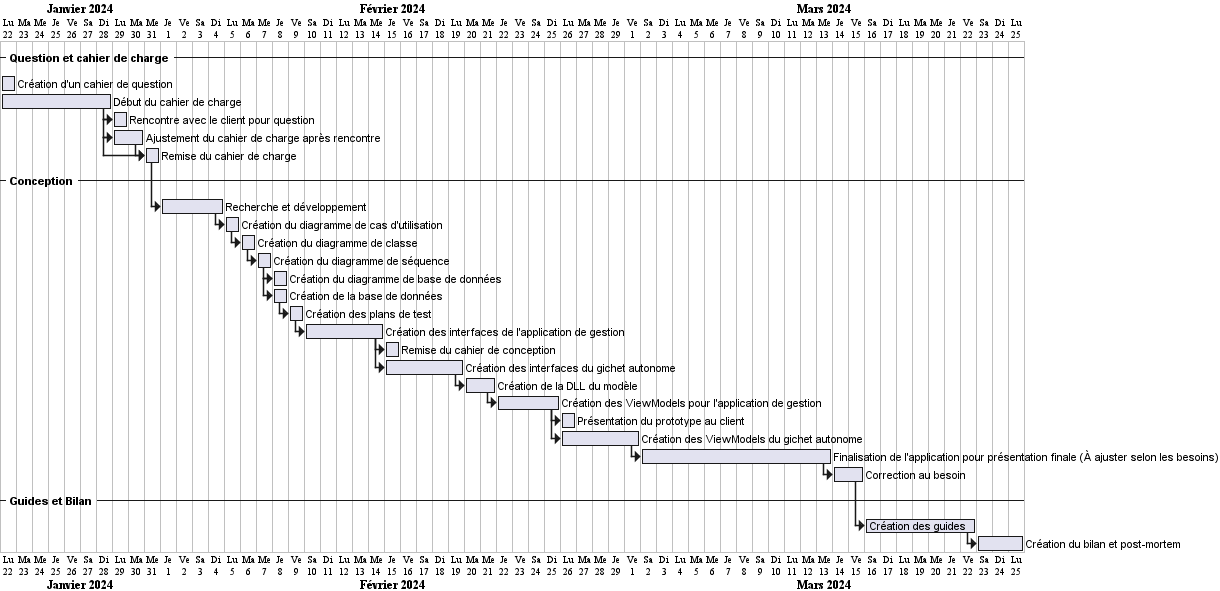 Janvier 2024 Février 2024 Mars 2024
Lu Ma Me Je Ve Sa Di Lu Ma Me Je Ve Sa Di Lu Ma Me Je Ve Sa Di Lu Ma Me Je Ve Sa Di Lu Ma Me Je Ve Sa Di Lu Ma Me Je Ve Sa Di Lu Ma Me Je Ve Sa Di Lu Ma Me Je Ve Sa Di Lu Ma Me Je Ve Sa Di Lu
22 23 24 25 26 27 28 29 30 31 1 2 3 4 5 6 7 8 9 10 11 12 13 14 15 16 17 18 19 20 21 22 23 24 25 26 27 28 29 1 2 3 4 5 6 7 8 9 10 11 12 13 14 15 16 17 18 19 20 21 22 23 24 25
Question et cahier de charge
Création d'un cahier de question
Début du cahier de charge
Rencontre avec le client pour question
Ajustement du cahier de charge après rencontre
Remise du cahier de charge
Conception
Recherche et développement
Création du diagramme de cas d'utilisation
Création du diagramme de classe
Création du diagramme de séquence
Création du diagramme de base de données
Création de la base de données
Création des plans de test
Création des interfaces de l'application de gestion
Remise du cahier de conception
Création des interfaces du gichet autonome
Création de la DLL du modèle
Création des ViewModels pour l'application de gestion
Présentation du prototype au client
Création des ViewModels du gichet autonome
Finalisation de l'application pour présentation finale (À ajuster selon les besoins)
Correction au besoin
Guides et Bilan
Création des guides
Création du bilan et post-mortem
Lu Ma Me Je Ve Sa Di Lu Ma Me Je Ve Sa Di Lu Ma Me Je Ve Sa Di Lu Ma Me Je Ve Sa Di Lu Ma Me Je Ve Sa Di Lu Ma Me Je Ve Sa Di Lu Ma Me Je Ve Sa Di Lu Ma Me Je Ve Sa Di Lu Ma Me Je Ve Sa Di Lu
22 23 24 25 26 27 28 29 30 31 1 2 3 4 5 6 7 8 9 10 11 12 13 14 15 16 17 18 19 20 21 22 23 24 25 26 27 28 29 1 2 3 4 5 6 7 8 9 10 11 12 13 14 15 16 17 18 19 20 21 22 23 24 25
Janvier 2024 Février 2024 Mars 2024